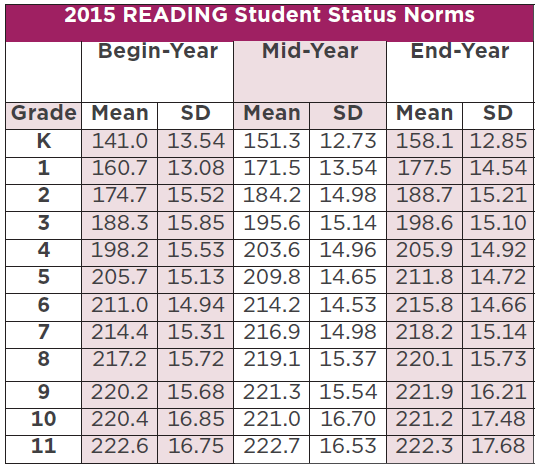 2015 READING Student Status Norms
Begin-Year Mid-Year End-Year
Grade Mean SD Mean SD Mean SD
K 141.0 13.54 151.3 12.73 158.1 12.85
1 160.7 13.08 171.5 13.54 177.5 14.54
2 174.7 15.52 184.2 14.98 188.7 15.21
3 188.3 15.85 195.6 15.14 198.6 15.10
4 198.2 15.53 203.6 14.96 205.9 14.92
5 205.7 15.13 209.8 14.65 211.8 14.72
6 211.0 14.94 214.2 14.53 215.8 14.66
7 214.4 15.31 216.9 14.98 218.2 15.14
8 217.2 15.72 219.1 15.37 220.1 15.73
9 220.2 15.68 221.3 15.54 221.9 16.21
10 220.4 16.85 221.0 16.70 221.2 17.48
11 222.6 16.75 222.7 16.53 222.3 17.68